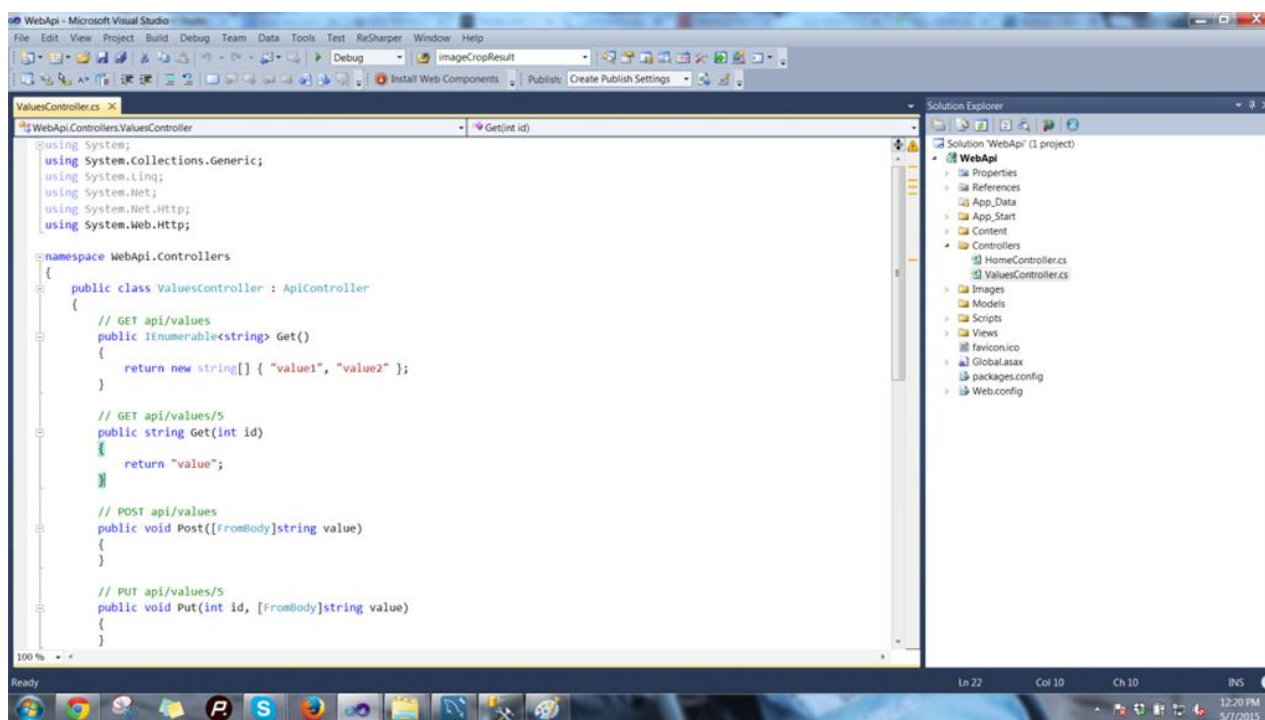 WebApi - Microsoft Visual Studio
File Edit View Project Build Debug Team Data Tools Test ReSharper Window Help
Debug imageCropResult
Install Web Components Publish: Create Publish Settings
ValuesController.cs
WebApi.Controllers.ValuesController Get(int id)
using System;
using System.Collections.Generic;
using System.Linq;
using System.Net;
using System.Net.Http;
using System.Web.Http;
namespace WebApi.Controllers
{
public class ValuesController : ApiController
{
// GET api/values
public IEnumerable<string> Get()
{
return new string[] { "value1", "value2" };
}
// GET api/values/5
public string Get(int id)
{
return "value";
}
// POST api/values
public void Post([FromBody]string value)
{
}
// PUT api/values/5
public void Put(int id, [FromBody]string value)
{
}
100 %
Solution Explorer
Solution 'WebApi' (1 project)
WebApi
Properties
References
App_Data
App_Start
Content
Controllers
HomeController.cs
ValuesController.cs
Images
Models
Scripts
Views
favicon.ico
Global.asax
packages.config
Web.config
Ready Ln 22 Col 10 Ch 10 INS
12:20 PM
5/7/2015